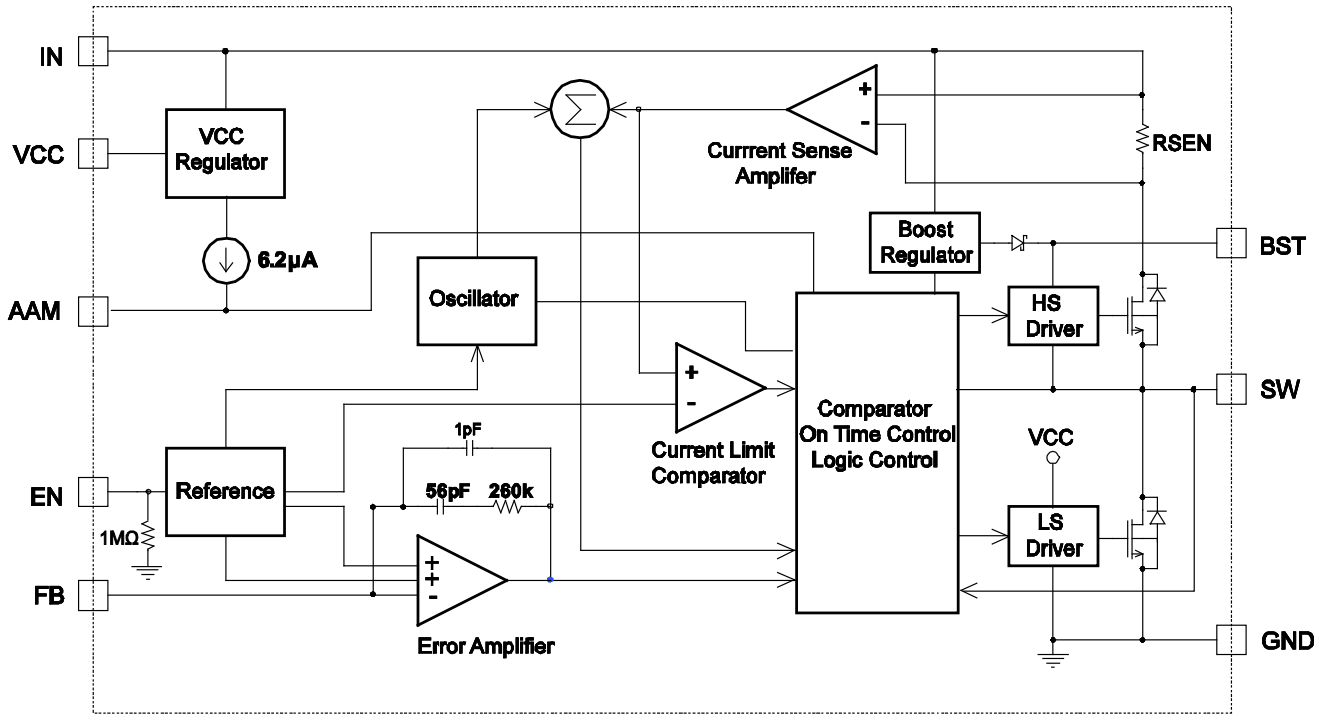 IN
VCC
Regulator
VCC
Σ
+
-
Currrent Sense
Amplifer
RSEN
6.2µA
Boost
Regulator
BST
AAM
Oscillator
HS
Driver
+
-
Current Limit
Comparator
SW
Comparator
On Time Control
Logic Control
VCC
1pF
56pF
260k
EN
Reference
1MΩ
LS
Driver
+
+
-
FB
Error Amplifier
GND